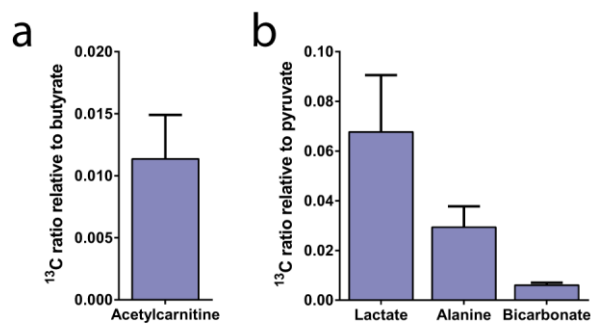 a
b
¹³C ratio relative to butyrate
0.020
0.015
0.010
0.005
0.000
Acetylcarnitine
¹³C ratio relative to pyruvate
0.10
0.08
0.06
0.04
0.02
0.00
Lactate Alanine Bicarbonate